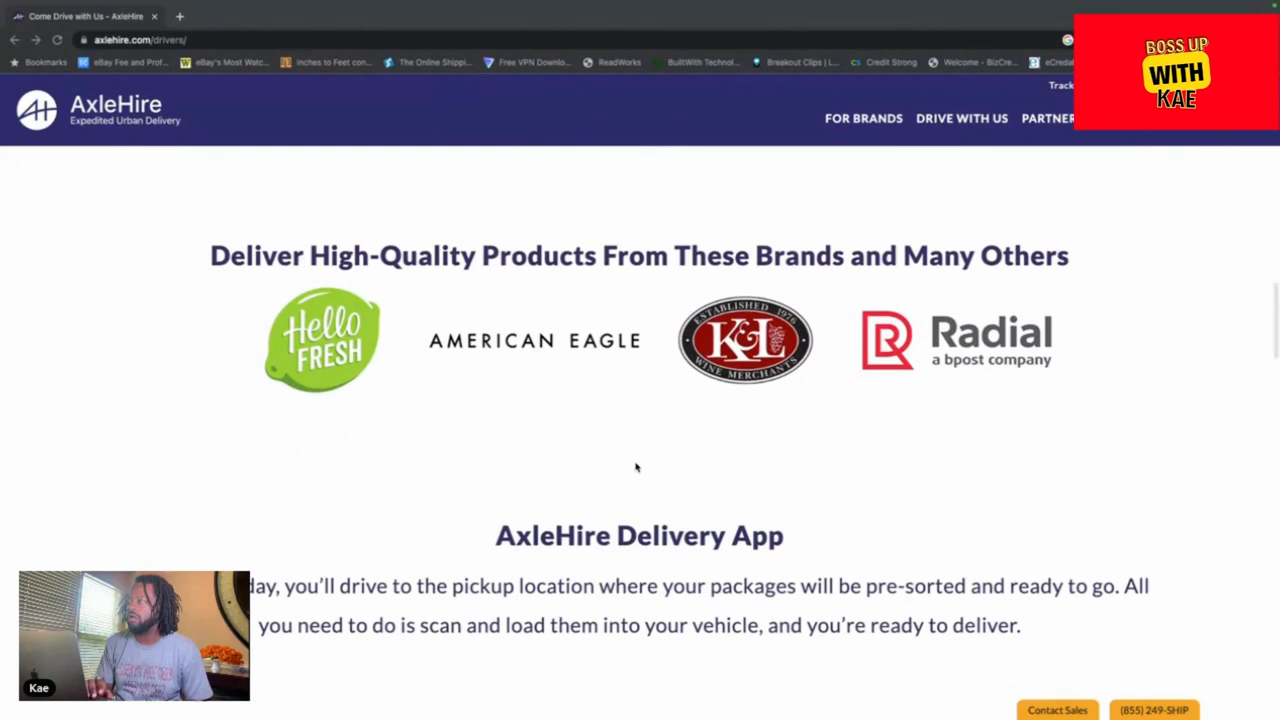 Come Drive with Us - AxleHire
axlehire.com/drivers/
Bookmarks
eBay Fee and Prof...
eBay's Most Watc...
Inches to Feet con...
The Online Shippi...
Free VPN Downlo...
ReadWorks
BuiltWith Technol...
Breakout Clips | L...
CS Credit Strong
Welcome - BizCre...
eCredal
BOSS UP
WITH
KAE
AxleHire
Expedited Urban Delivery
Track
FOR BRANDS
DRIVE WITH US
PARTNER
Deliver High-Quality Products From These Brands and Many Others
Hello
FRESH
AMERICAN EAGLE
ESTABLISHED 1976
K&L
WINE MERCHANTS
Radial
a bpost company
AxleHire Delivery App
day, you'll drive to the pickup location where your packages will be pre-sorted and ready to go. All
you need to do is scan and load them into your vehicle, and you're ready to deliver.
Kae
Contact Sales
(855) 249-SHIP